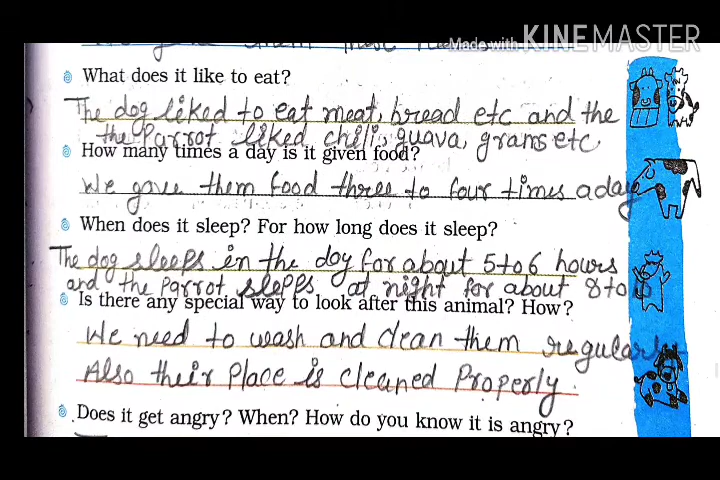 Made with KINEMASTER
What does it like to eat?
The dog liked to eat meat, bread etc and the
the Parrot liked chili, guava, grams etc
How many times a day is it given food?
We gave them food three to four times a day
When does it sleep? For how long does it sleep?
The dog sleeps in the day for about 5 to 6 hours
and the parrot slepps at night for about 8 to
Is there any special way to look after this animal? How?
We need to wash and clean them regularly
Also their place is cleaned Properly.
Does it get angry? When? How do you know it is angry?